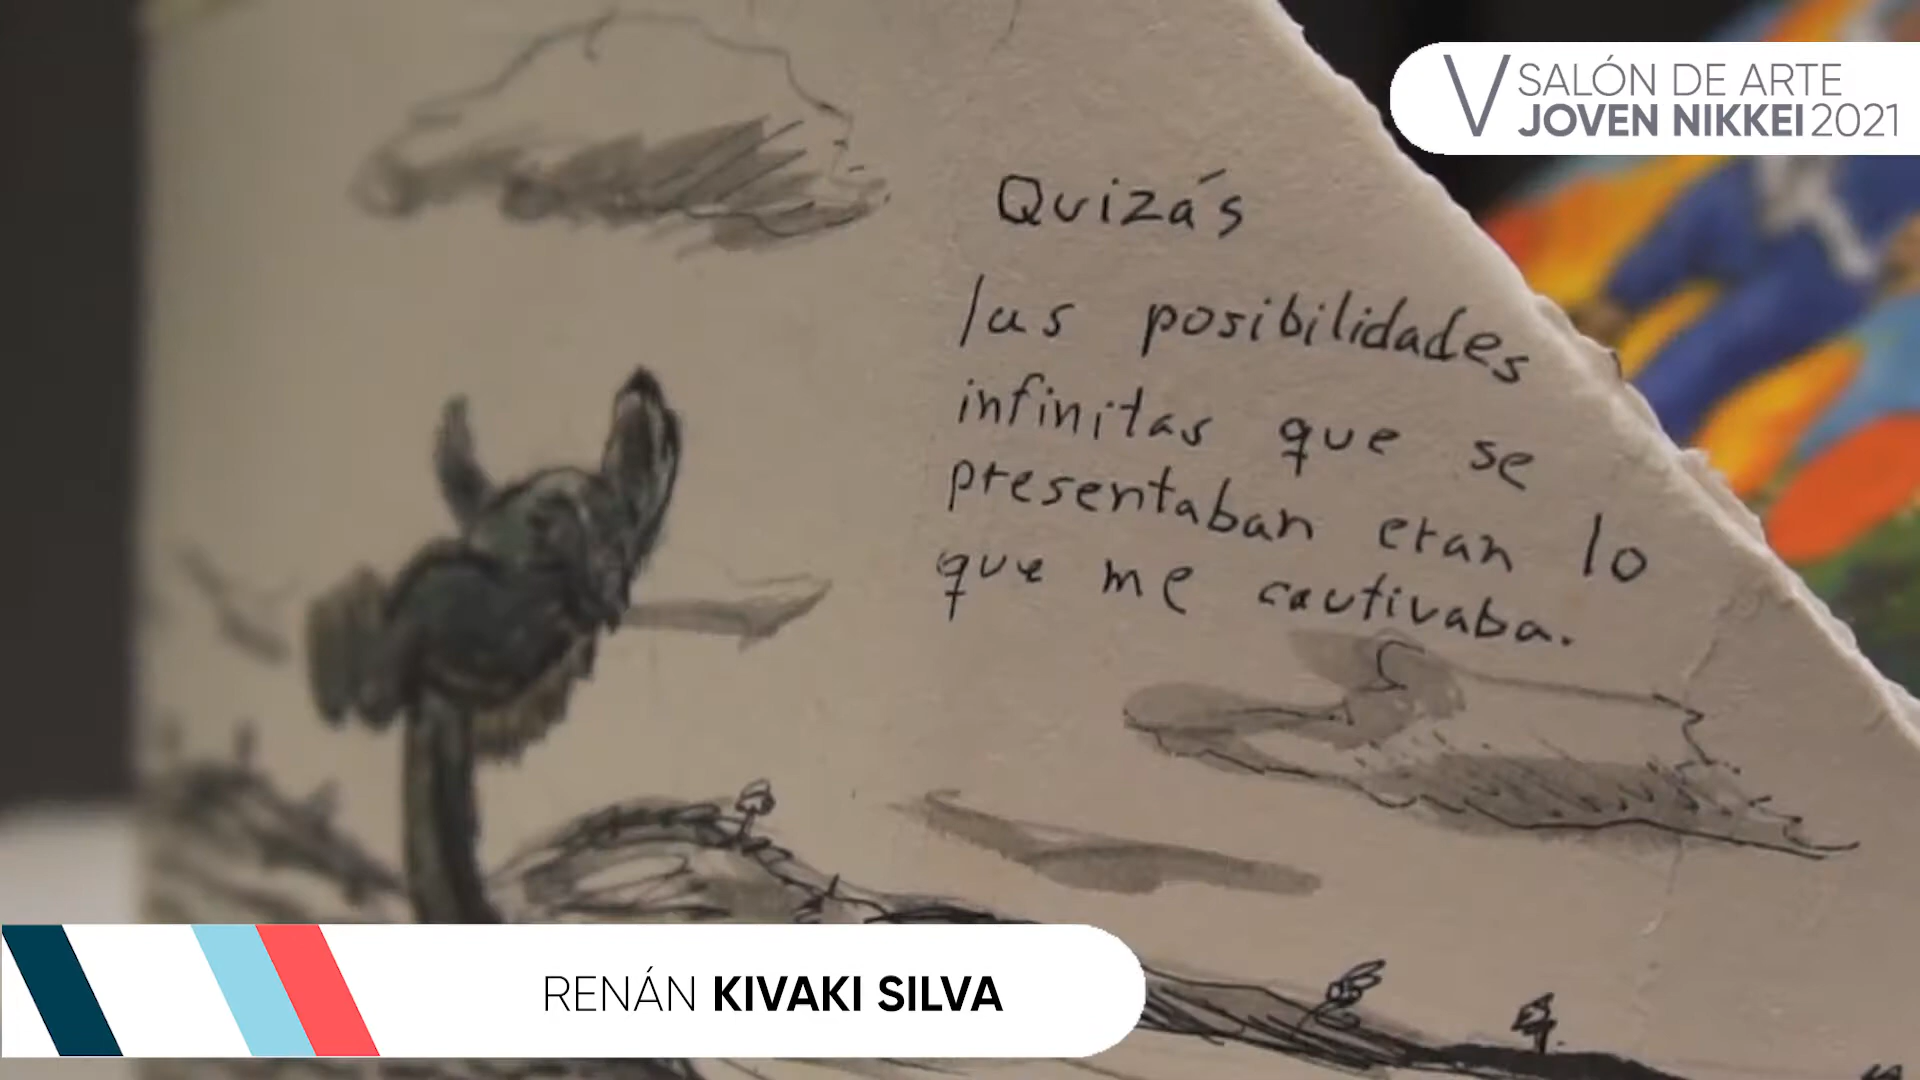 V SALÓN DE ARTE
JOVEN NIKKEI 2021
Quizás
las posibilidades
infinitas que se
presentaban eran lo
que me cautivaba.
RENÁN KIVAKI SILVA